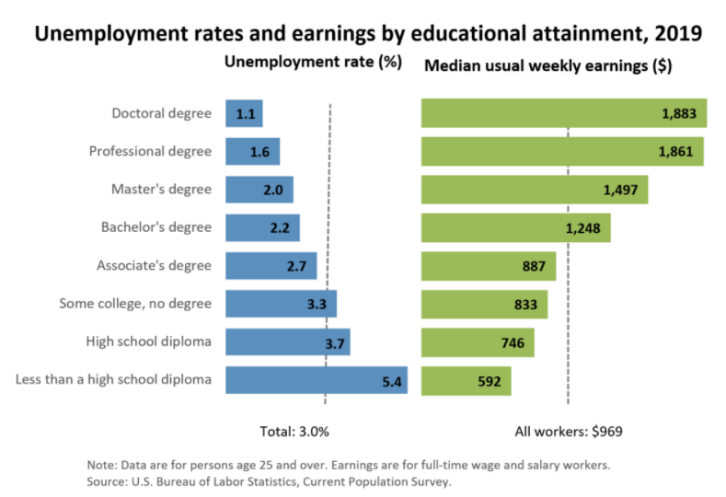 Unemployment rates and earnings by educational attainment, 2019
Unemployment rate (%) Median usual weekly earnings ($)
Doctoral degree 1.1 1,883
Professional degree 1.6 1,861
Master's degree 2.0 1,497
Bachelor's degree 2.2 1,248
Associate's degree 2.7 887
Some college, no degree 3.3 833
High school diploma 3.7 746
Less than a high school diploma 5.4 592
Total: 3.0% All workers: $969
Note: Data are for persons age 25 and over. Earnings are for full-time wage and salary workers.
Source: U.S. Bureau of Labor Statistics, Current Population Survey.